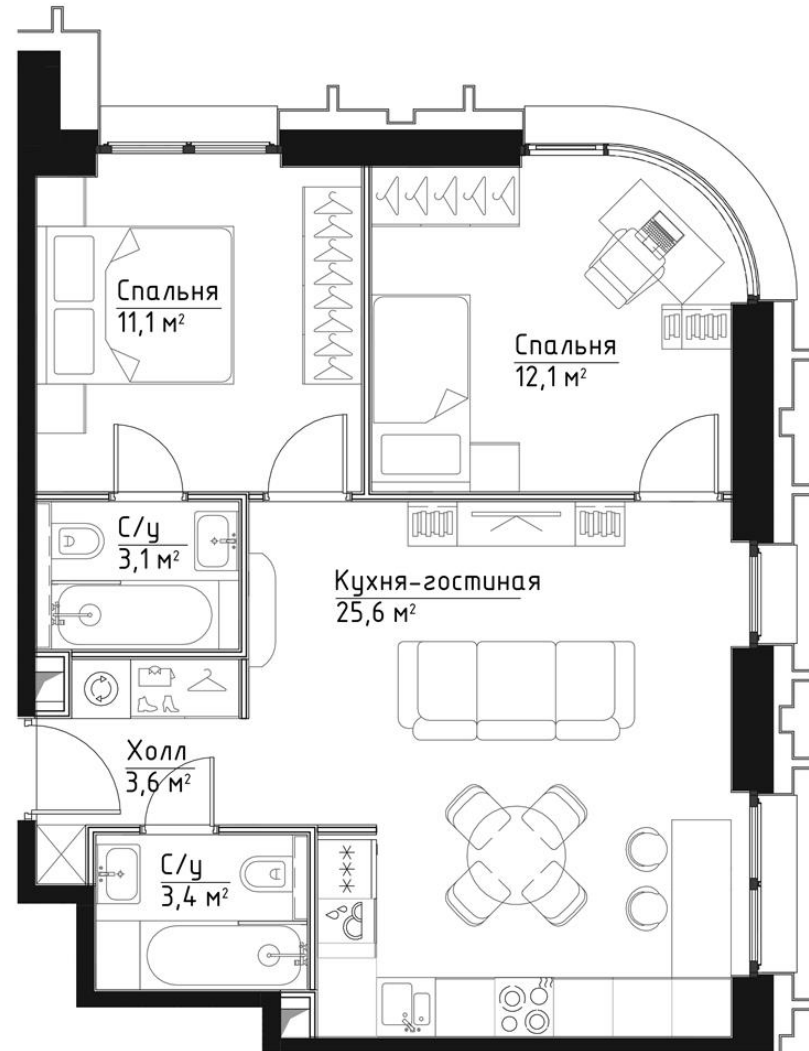 Спальня
11,1 м²
Спальня
12,1 м²
С/у
3,1 м²
Кухня-гостиная
25,6 м²
Холл
3,6 м²
С/у
3,4 м²